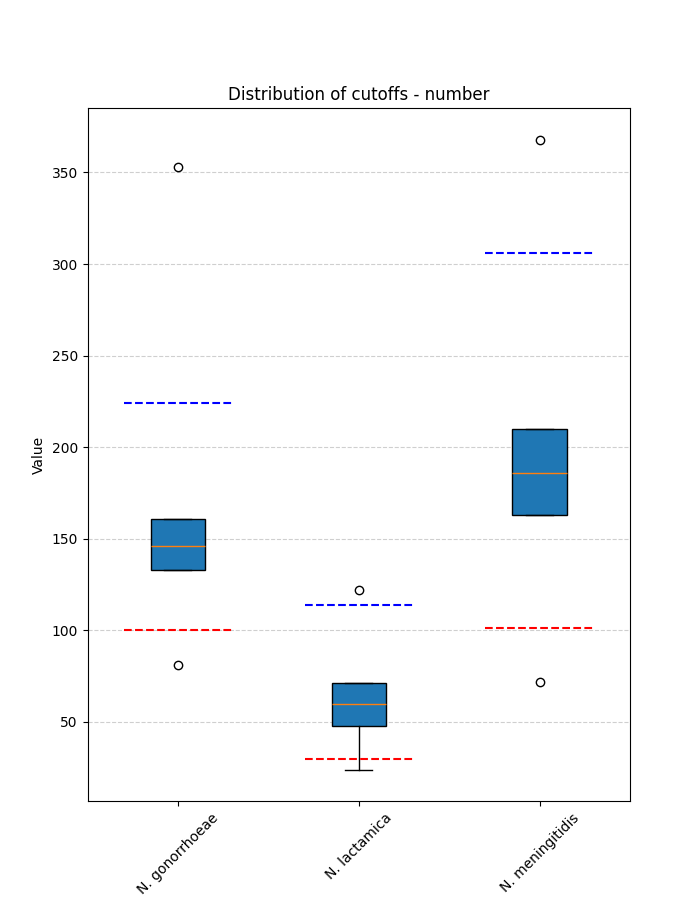 Distribution of cutoffs - number
Value
350
300
250
200
150
100
50
N. gonorrhoeae
N. lactamica
N. meningitidis